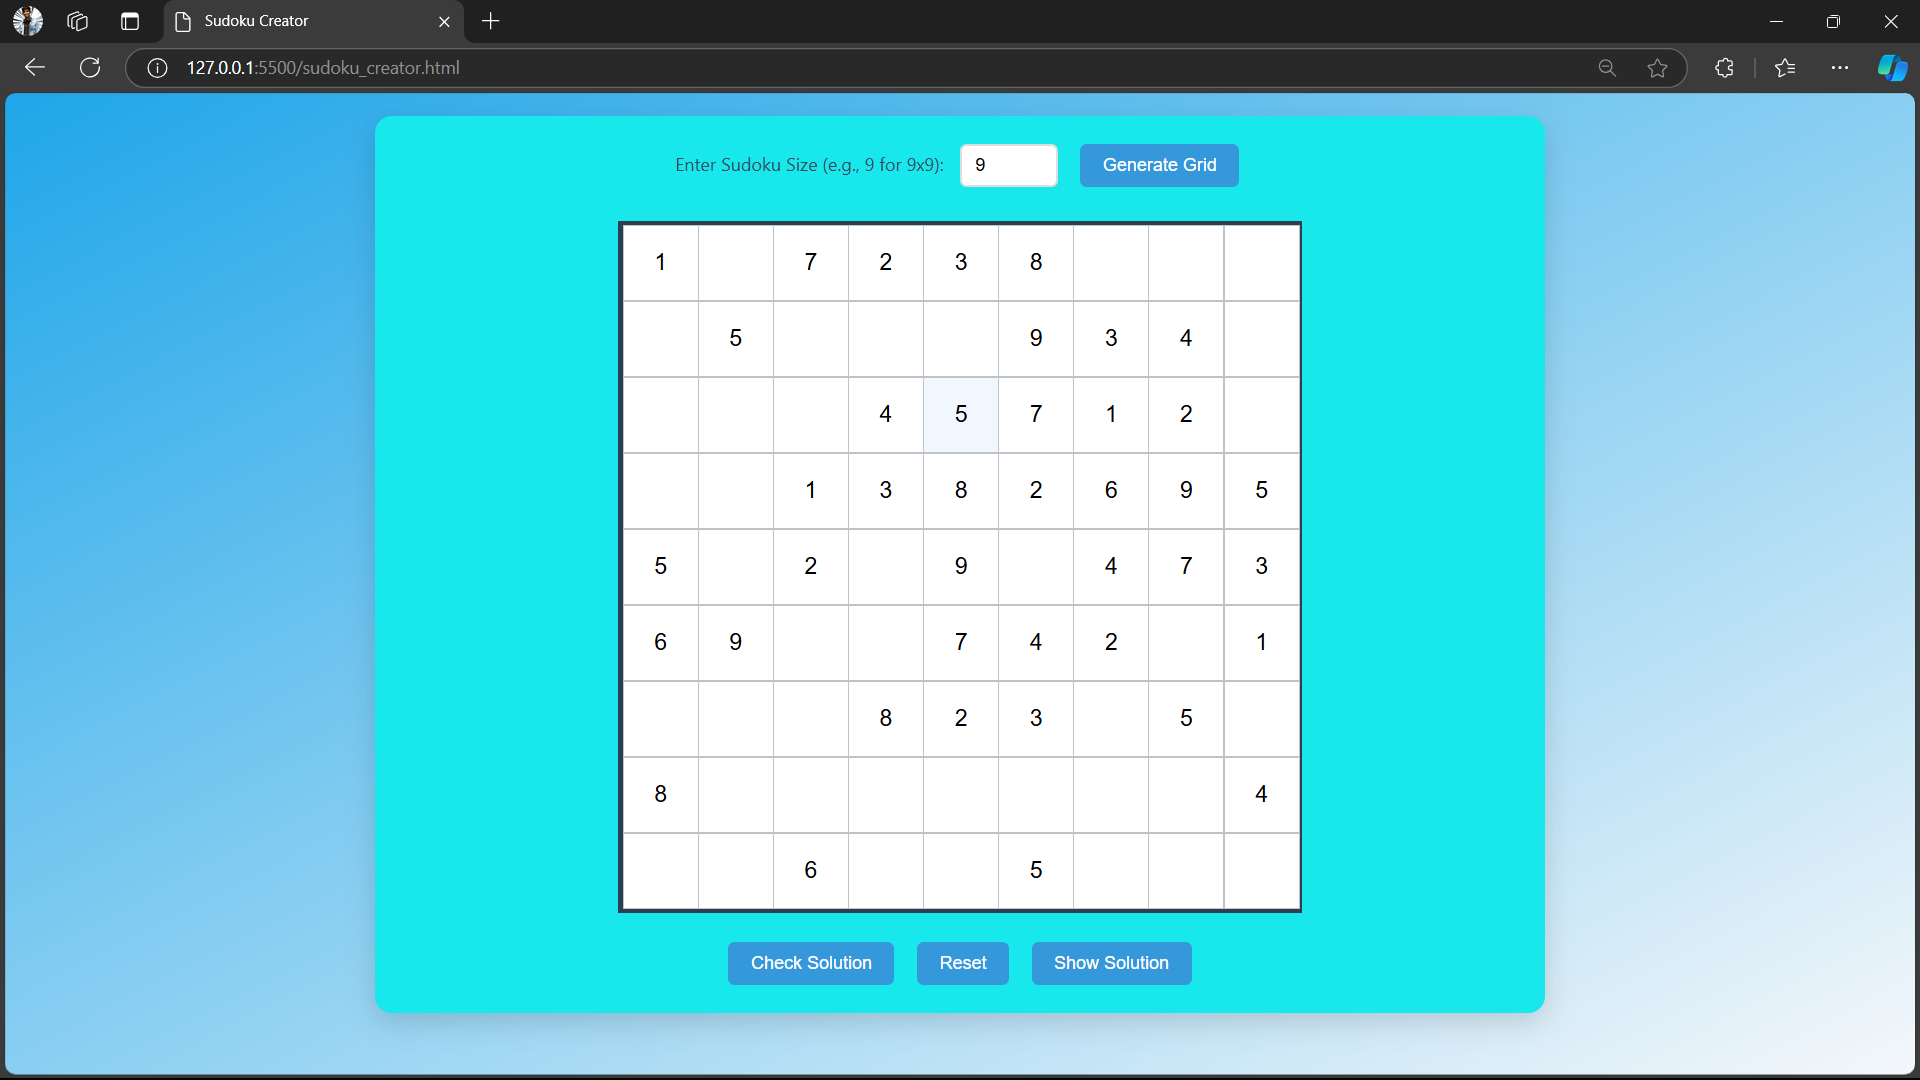 Sudoku Creator
127.0.0.1:5500/sudoku_creator.html
Enter Sudoku Size (e.g., 9 for 9x9): 9 Generate Grid
1 7 2 3 8
5 9 3 4
4 5 7 1 2
1 3 8 2 6 9 5
5 2 9 4 7 3
6 9 7 4 2 1
8 2 3 5
8 4
6 5
Check Solution Reset Show Solution